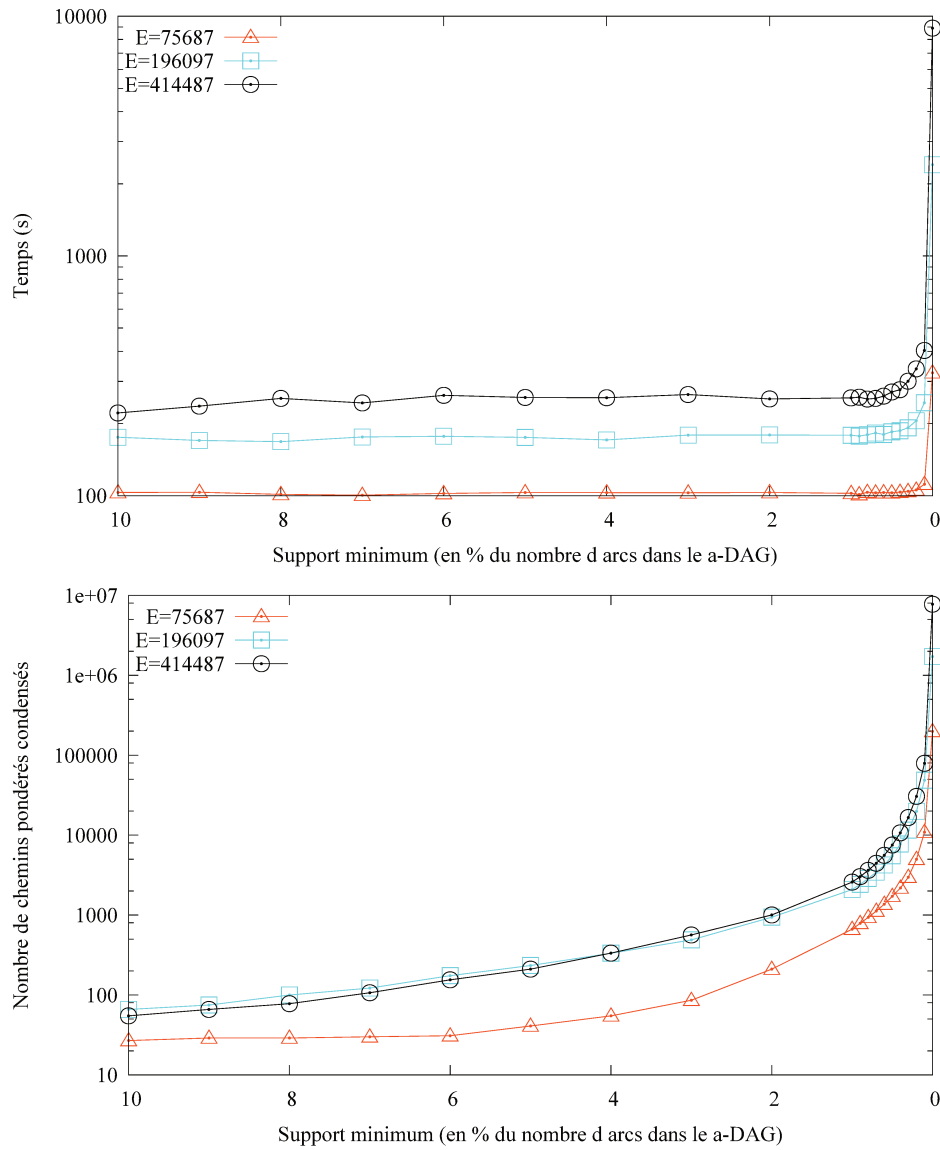 10000
1000
100
Temps (s)
E=75687
E=196097
E=414487
10 8 6 4 2 0
Support minimum (en % du nombre d arcs dans le a-DAG)
1e+07
1e+06
100000
10000
1000
100
10
Nombre de chemins pondérés condensés
E=75687
E=196097
E=414487
10 8 6 4 2 0
Support minimum (en % du nombre d arcs dans le a-DAG)